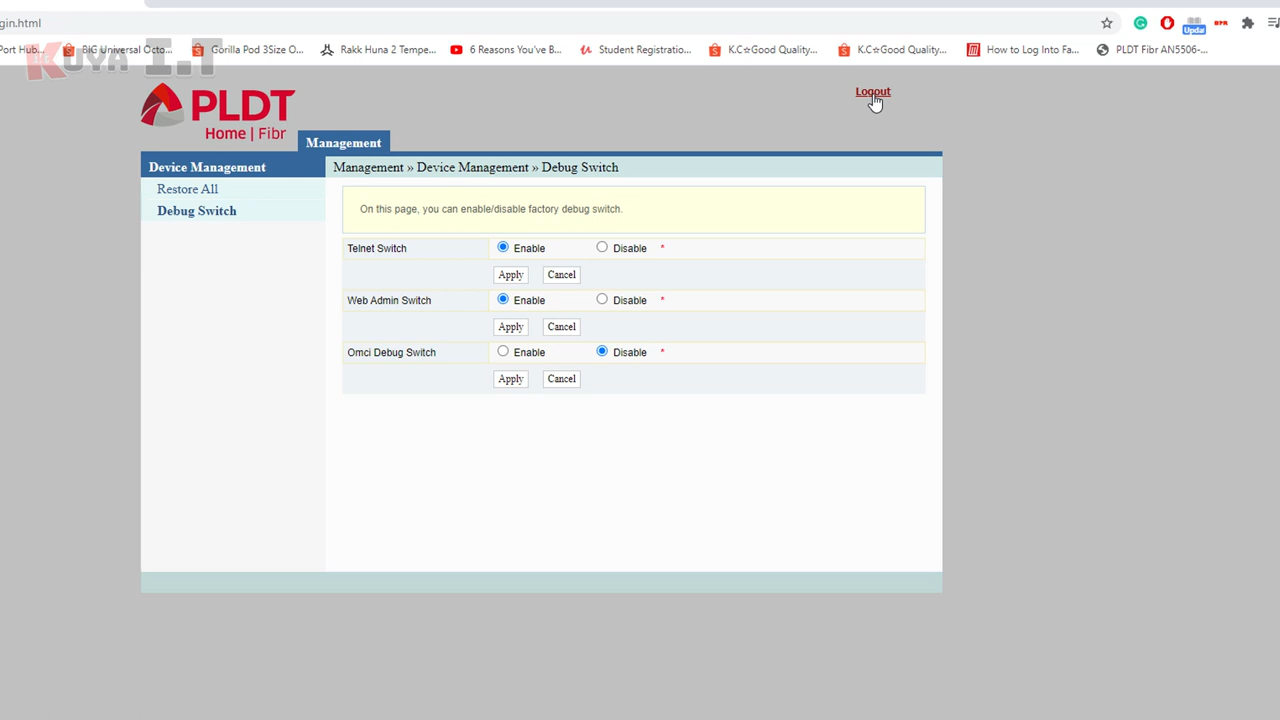 gin.html
Port Hub...
BIG Universal Octo...
Gorilla Pod 3Size O...
Rakk Huna 2 Tempe...
6 Reasons You've B...
Student Registratio...
K.C☆Good Quality...
K.C☆Good Quality...
How to Log Into Fa...
PLDT Fibr AN5506-...
Updat
KUYA I.T
PLDT
Home | Fibr
Logout
Management
Device Management
Management » Device Management » Debug Switch
Restore All
Debug Switch
On this page, you can enable/disable factory debug switch.
Telnet Switch Enable Disable *
Apply Cancel
Web Admin Switch Enable Disable *
Apply Cancel
Omci Debug Switch Enable Disable *
Apply Cancel